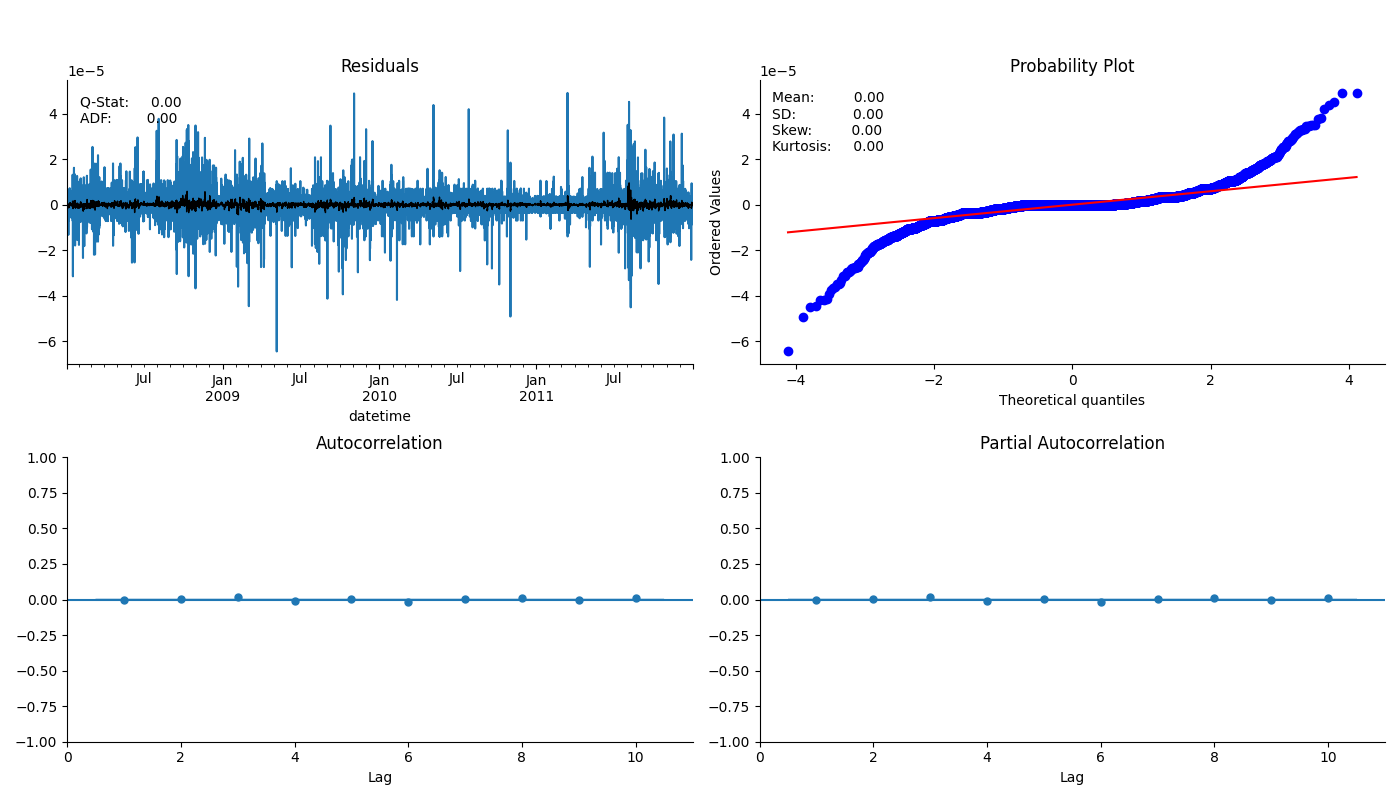 Residuals
1e−5
Q-Stat: 0.00
ADF: 0.00
4
2
0
−2
−4
−6
Jul Jan Jul Jan Jul Jan Jul
2009 2010 2011
datetime
Probability Plot
1e−5
Mean: 0.00
SD: 0.00
Skew: 0.00
Kurtosis: 0.00
Ordered Values
4
2
0
−2
−4
−6
−4 −2 0 2 4
Theoretical quantiles
Autocorrelation
1.00
0.75
0.50
0.25
0.00
−0.25
−0.50
−0.75
−1.00
0 2 4 6 8 10
Lag
Partial Autocorrelation
1.00
0.75
0.50
0.25
0.00
−0.25
−0.50
−0.75
−1.00
0 2 4 6 8 10
Lag